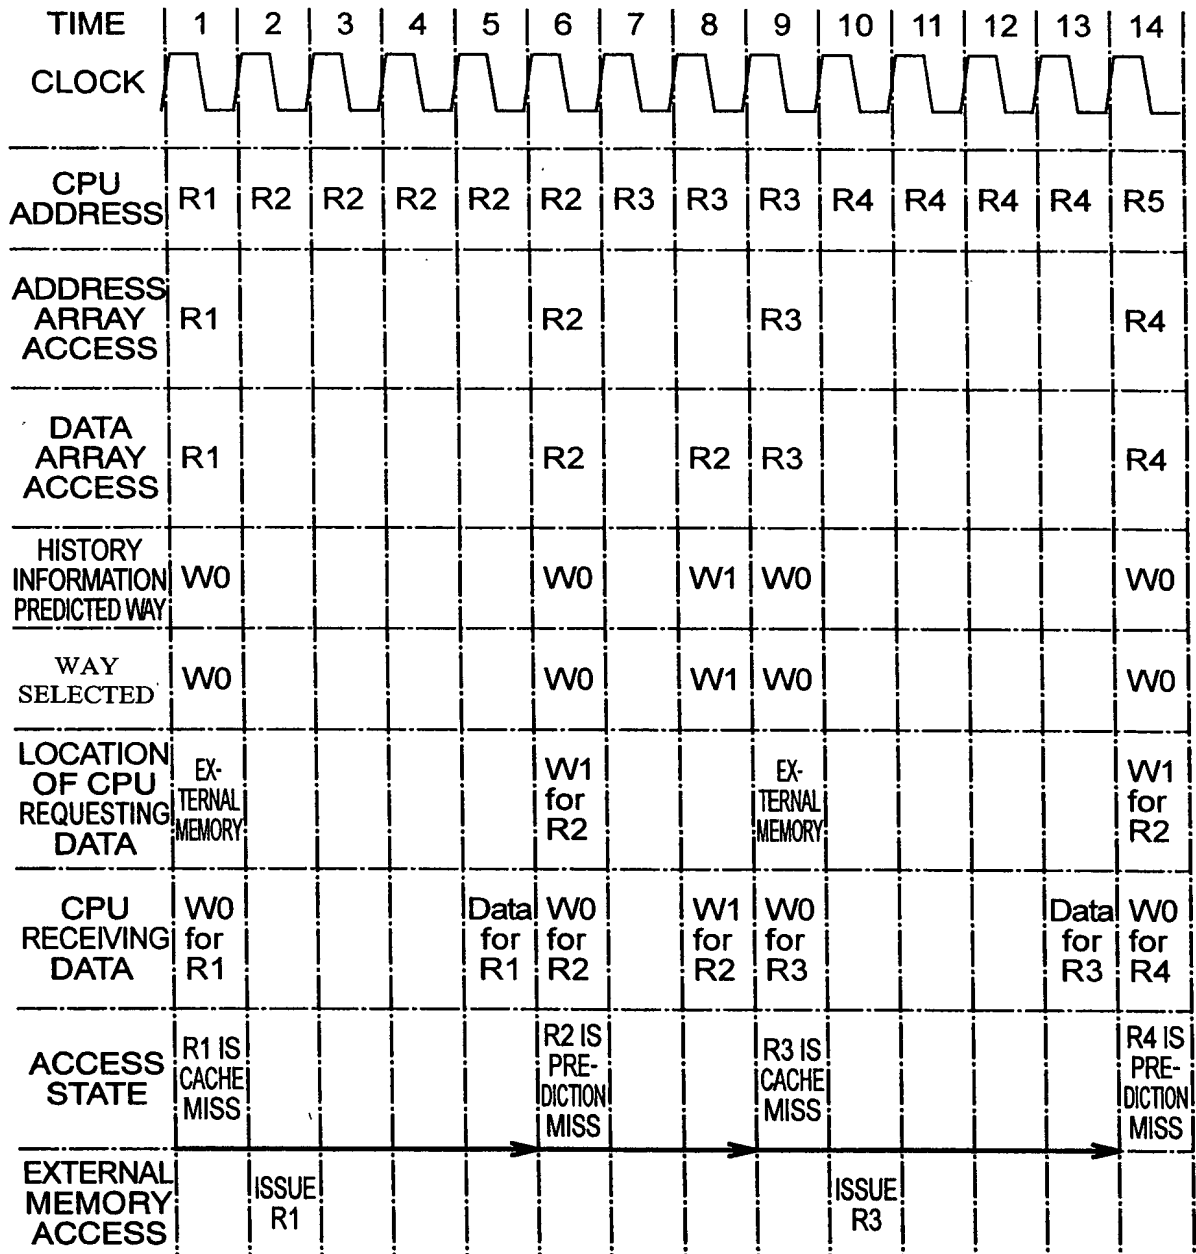 TIME 1 2 3 4 5 6 7 8 9 10 11 12 13 14
CLOCK
CPU
ADDRESS R1 R2 R2 R2 R2 R2 R3 R3 R3 R4 R4 R4 R4 R5
ADDRESS
ARRAY
ACCESS
R1 R2 R3 R4
DATA
ARRAY
ACCESS
R1 R2 R2 R3 R4
HISTORY
INFORMATION
PREDICTED WAY
W0 W0 W1 W0 W0
WAY
SELECTED
W0 W0 W1 W0 W0
LOCATION
OF CPU
REQUESTING
DATA
EX-
TERNAL
MEMORY
W1
for
R2
EX-
TERNAL
MEMORY
W1
for
R2
CPU
RECEIVING
DATA
W0
for
R1
Data
for
R1
W0
for
R2
W1
for
R2
W0
for
R3
Data
for
R3
W0
for
R4
ACCESS
STATE
R1 IS
CACHE
MISS
R2 IS
PRE-
DICTION
MISS
R3 IS
CACHE
MISS
R4 IS
PRE-
DICTION
MISS
EXTERNAL
MEMORY
ACCESS
ISSUE
R1
ISSUE
R3